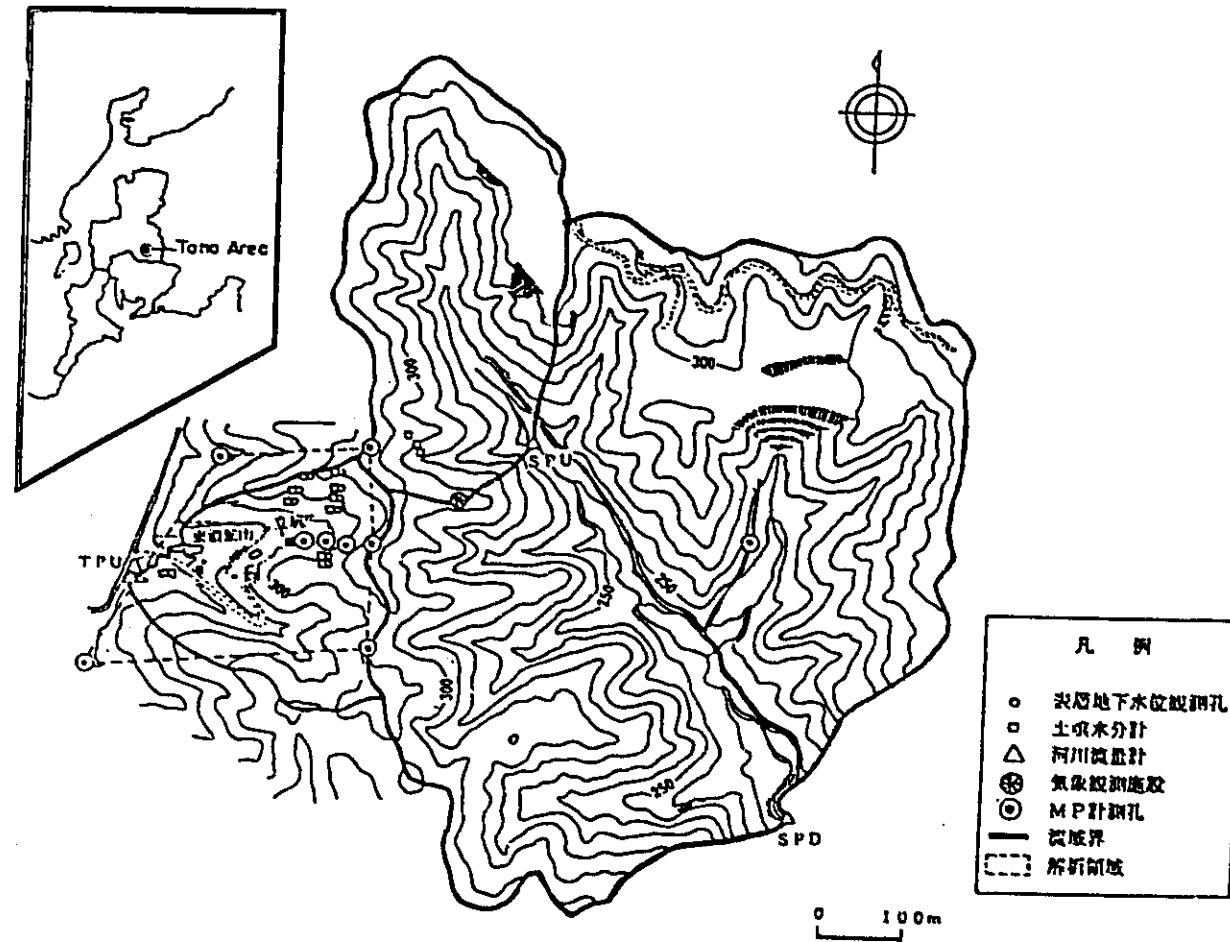 Tono Area
300
300
SPU
TPU
300
250
250
300
250
SPD
0 100m
凡 例
浅層地下水位観測孔
土壌水分計
河川流量計
気象観測施設
MP計測孔
流域界
解析領域